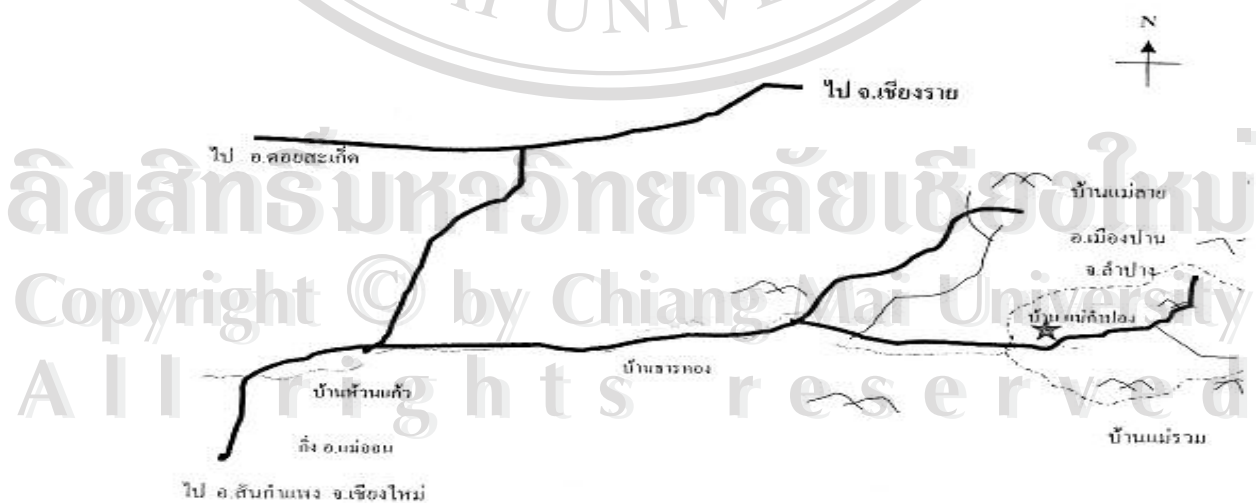 AI UNIV
N
ไป จ.เชียงราย
ไป อ.ดอยสะเก็ด
ลิขสิทธิ์มหาวิทยาลัยเชียงใหม่
บ้านแม่ลาย
อ.เมืองปาน
จ.ลำปาง
Copyright © by Chiang Mai University
บ้านแม่กำปอง
บ้านธารทอง
บ้านห้วยแก้ว
All rights reserved
กิ่ง อ.แม่ออน
บ้านแม่รวม
ไป อ.สันกำแพง จ.เชียงใหม่